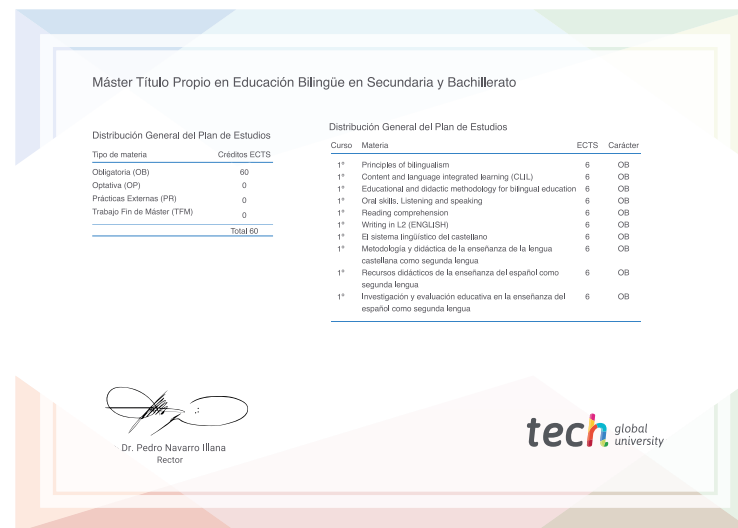 Máster Título Propio en Educación Bilingüe en Secundaria y Bachillerato
Distribución General del Plan de Estudios
Tipo de materia Créditos ECTS
Obligatoria (OB) 60
Optativa (OP) 0
Prácticas Externas (PR) 0
Trabajo Fin de Máster (TFM) 0
Total 60
Distribución General del Plan de Estudios
Curso Materia ECTS Carácter
1º Principles of bilingualism 6 OB
1º Content and language integrated learning (CLIL) 6 OB
1º Educational and didactic methodology for bilingual education 6 OB
1º Oral skills, Listening and speaking 6 OB
1º Reading comprehension 6 OB
1º Writing in L2 (ENGLISH) 6 OB
1º El sistema lingüístico del castellano 6 OB
1º Metodología y didáctica de la enseñanza de la lengua 6 OB
castellana como segunda lengua
1º Recursos didácticos de la enseñanza del español como 6 OB
segunda lengua
1º Investigación y evaluación educativa en la enseñanza del 6 OB
español como segunda lengua
Dr. Pedro Navarro Illana
Rector
tech global
university